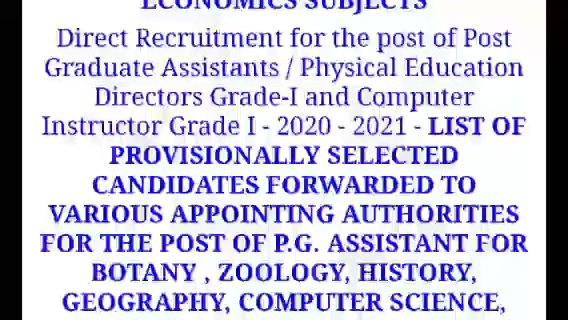 ECONOMICS SUBJECTS
Direct Recruitment for the post of Post
Graduate Assistants / Physical Education
Directors Grade-I and Computer
Instructor Grade I - 2020 - 2021 - LIST OF
PROVISIONALLY SELECTED
CANDIDATES FORWARDED TO
VARIOUS APPOINTING AUTHORITIES
FOR THE POST OF P.G. ASSISTANT FOR
BOTANY , ZOOLOGY, HISTORY,
GEOGRAPHY, COMPUTER SCIENCE,